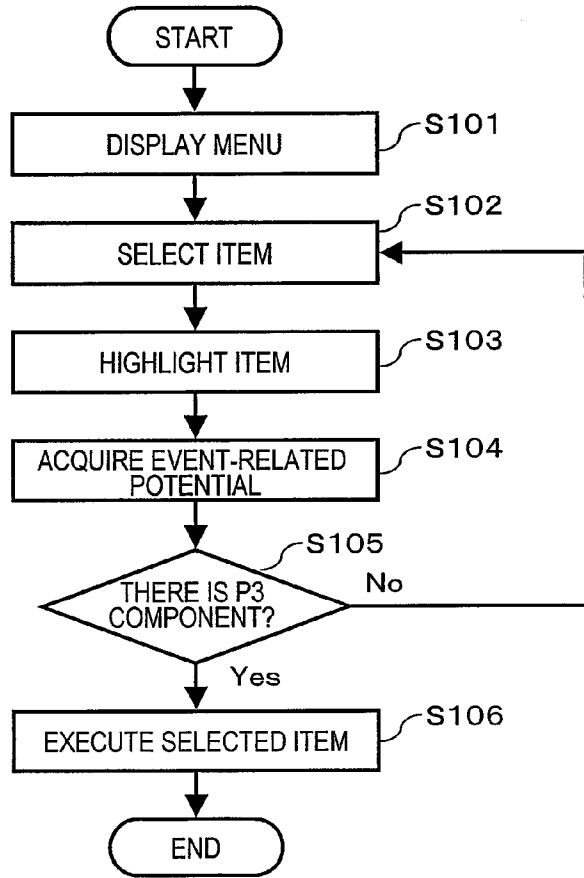 START
DISPLAY MENU
S101
SELECT ITEM
S102
HIGHLIGHT ITEM
S103
ACQUIRE EVENT-RELATED
POTENTIAL
S104
THERE IS P3
COMPONENT?
S105
No
Yes
EXECUTE SELECTED ITEM
S106
END